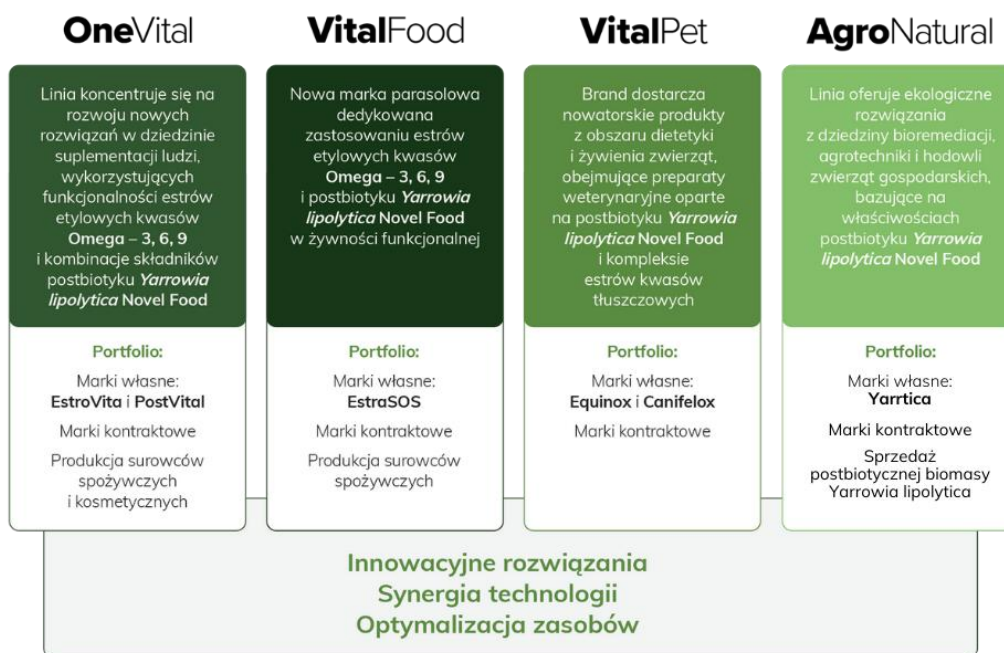 OneVital
Linia koncentruje się na
rozwoju nowych
rozwiązań w dziedzinie
suplementacji ludzi,
wykorzystujących
funkcjonalności estrów
etylowych kwasów
Omega – 3, 6, 9
i kombinacje składników
postbiotyku Yarrowia
lipolytica Novel Food
Portfolio:
Marki własne:
EstroVita i PostVital
Marki kontraktowe
Produkcja surowców
spożywczych
i kosmetycznych
VitalFood
Nowa marka parasolowa
dedykowana
zastosowaniu estrów
etylowych kwasów
Omega – 3, 6, 9
i postbiotyku Yarrowia
lipolytica Novel Food
w żywności funkcjonalnej
Portfolio:
Marki własne:
EstraSOS
Marki kontraktowe
Produkcja surowców
spożywczych
VitalPet
Brand dostarcza
nowatorskie produkty
z obszaru dietetyki
i żywienia zwierząt,
obejmujące preparaty
weterynaryjne oparte
na postbiotyku Yarrowia
lipolytica Novel Food
i kompleksie
estrów kwasów
tłuszczowych
Portfolio:
Marki własne:
Equinox i Canifelox
Marki kontraktowe
AgroNatural
Linia oferuje ekologiczne
rozwiązania
z dziedziny bioremediacji,
agrotechniki i hodowli
zwierząt gospodarskich,
bazujące na
właściwościach
postbiotyku Yarrowia
lipolytica Novel Food
Portfolio:
Marki własne:
Yarrtica
Marki kontraktowe
Sprzedaż
postbiotycznej biomasy
Yarrowia lipolytica
Innowacyjne rozwiązania
Synergia technologii
Optymalizacja zasobów